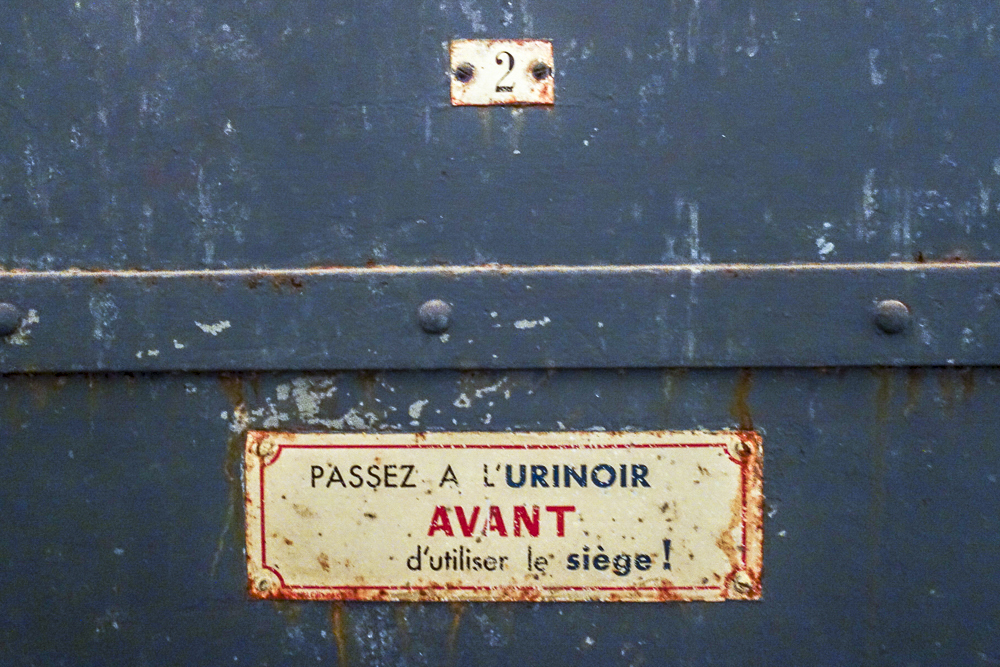 2
PASSEZ A L'URINOIR
AVANT
d'utiliser le siège!